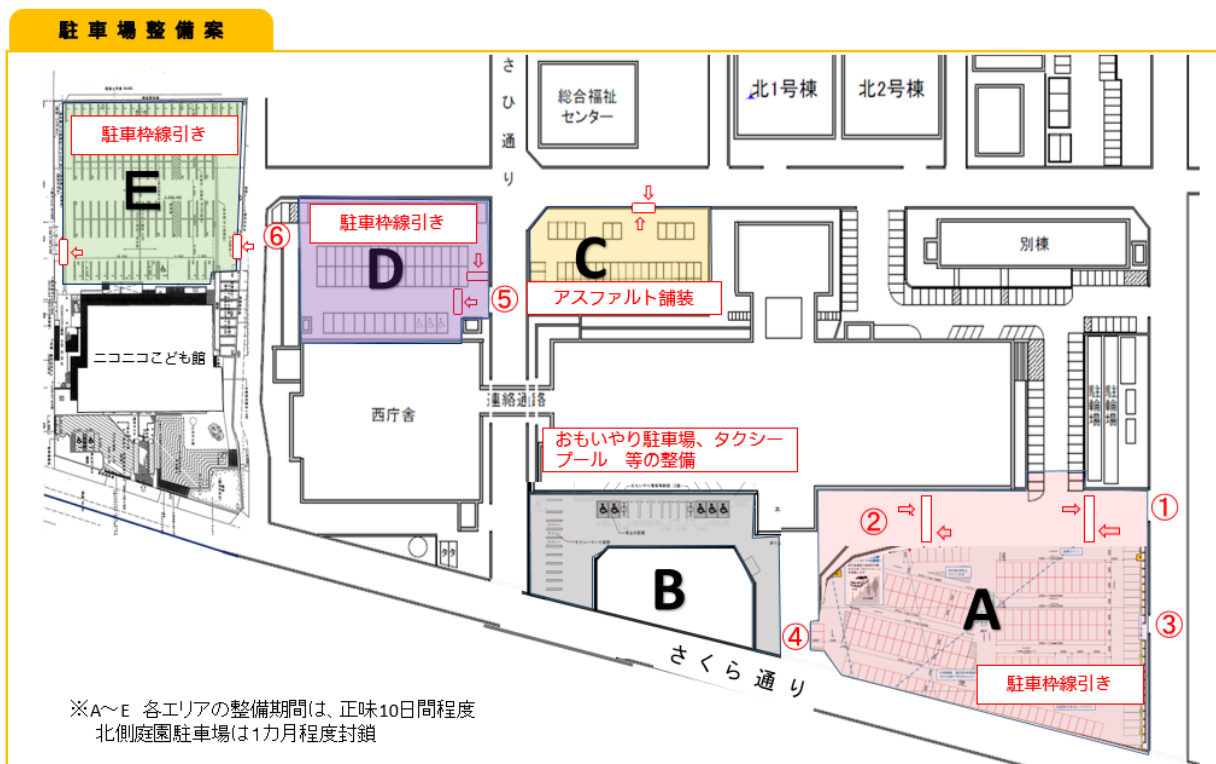 駐車場整備案
さひ通り
総合福祉
センター
北1号棟
北2号棟
駐車枠線引き
E
⑥
駐車枠線引き
D
⑤
C
アスファルト舗装
別棟
ニコニコこども館
西庁舎
連絡通路
駐輪場
駐輪場
おもいやり駐車場、タクシー
プール 等の整備
B
①
②
A
③
④
駐車枠線引き
さくら通り
※A～E 各エリアの整備期間は、正味10日間程度
北側庭園駐車場は1カ月程度封鎖